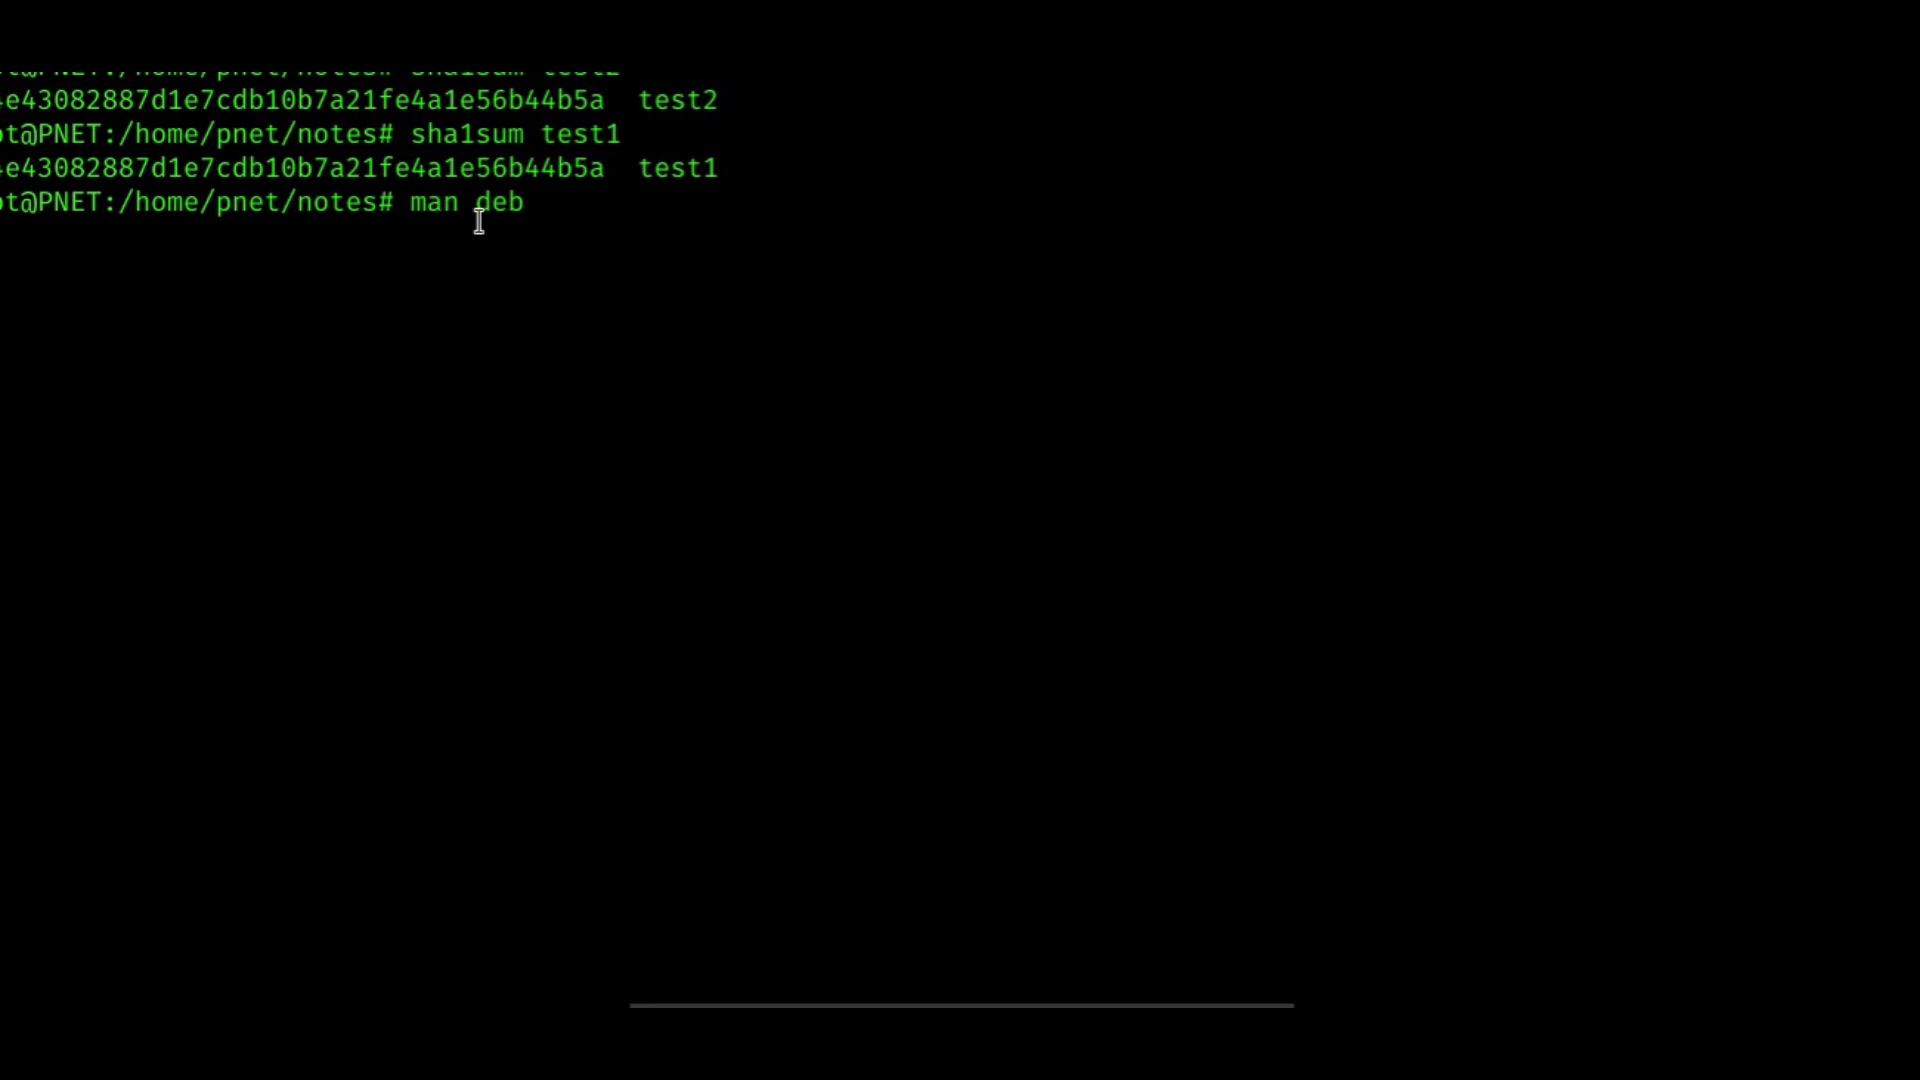 e43082887d1e7cdb10b7a21fe4a1e56b44b5a  test2
t@PNET:/home/pnet/notes# sha1sum test1
e43082887d1e7cdb10b7a21fe4a1e56b44b5a  test1
t@PNET:/home/pnet/notes# man deb